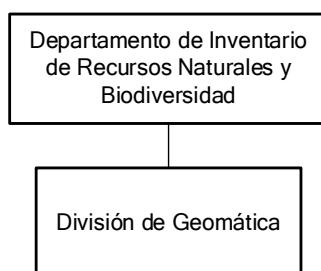 Departamento de Inventario
de Recursos Naturales y
Biodiversidad
División de Geomática